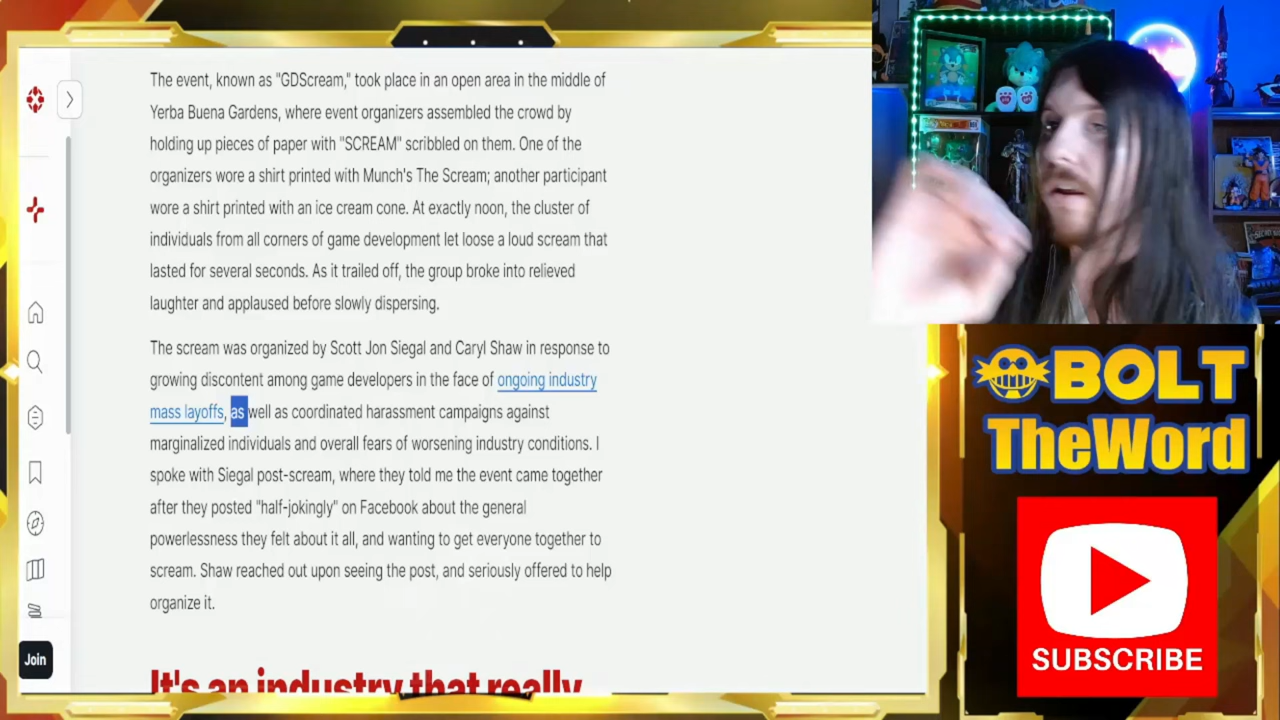 The event, known as "GDScream," took place in an open area in the middle of
Yerba Buena Gardens, where event organizers assembled the crowd by
holding up pieces of paper with "SCREAM" scribbled on them. One of the
organizers wore a shirt printed with Munch's The Scream; another participant
wore a shirt printed with an ice cream cone. At exactly noon, the cluster of
individuals from all corners of game development let loose a loud scream that
lasted for several seconds. As it trailed off, the group broke into relieved
laughter and applaused before slowly dispersing.
The scream was organized by Scott Jon Siegal and Caryl Shaw in response to
growing discontent among game developers in the face of ongoing industry
mass layoffs, as well as coordinated harassment campaigns against
marginalized individuals and overall fears of worsening industry conditions. I
spoke with Siegal post-scream, where they told me the event came together
after they posted "half-jokingly" on Facebook about the general
powerlessness they felt about it all, and wanting to get everyone together to
scream. Shaw reached out upon seeing the post, and seriously offered to help
organize it.
It's an industry that really
Join
BOLT
TheWord
SUBSCRIBE